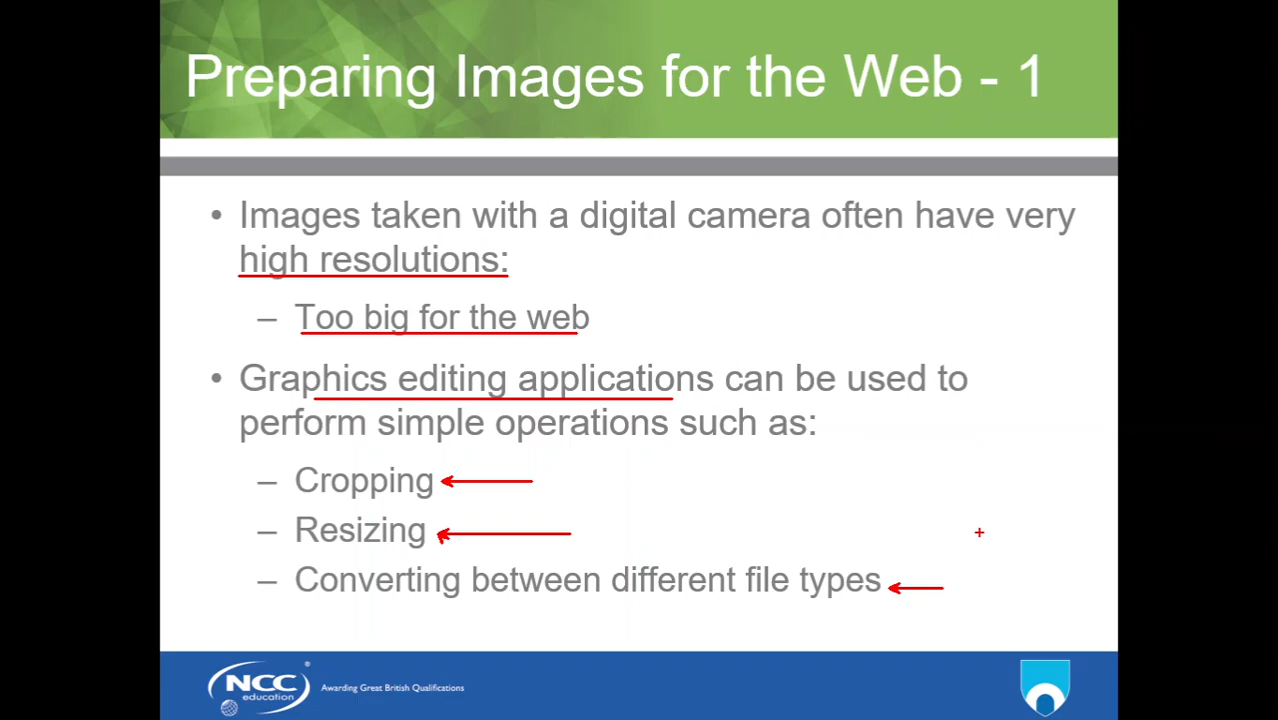 Preparing Images for the Web - 1
• Images taken with a digital camera often have very
high resolutions:
– Too big for the web
• Graphics editing applications can be used to
perform simple operations such as:
– Cropping
– Resizing
– Converting between different file types
NCC
education
®
Awarding Great British Qualifications